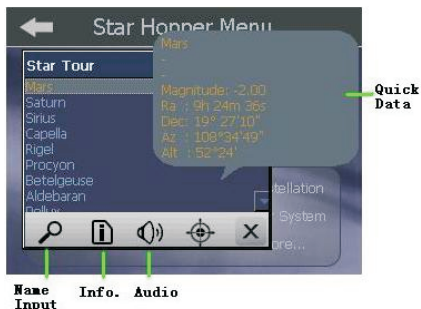 Star Hopper Menu
Star Tour
Mars
Saturn
Sirius
Capella
Rigel
Procyon
Betelgeuse
Aldebaran
Pollux
Mars
-
-
Magnitude: -2.00
Ra : 9h 24m 36s
Dec: 19° 27'10"
Az : 108°34'49"
Alt : 52°24'
tellation
System
ore...
Quick
Data
Name
Input
Info.
Audio